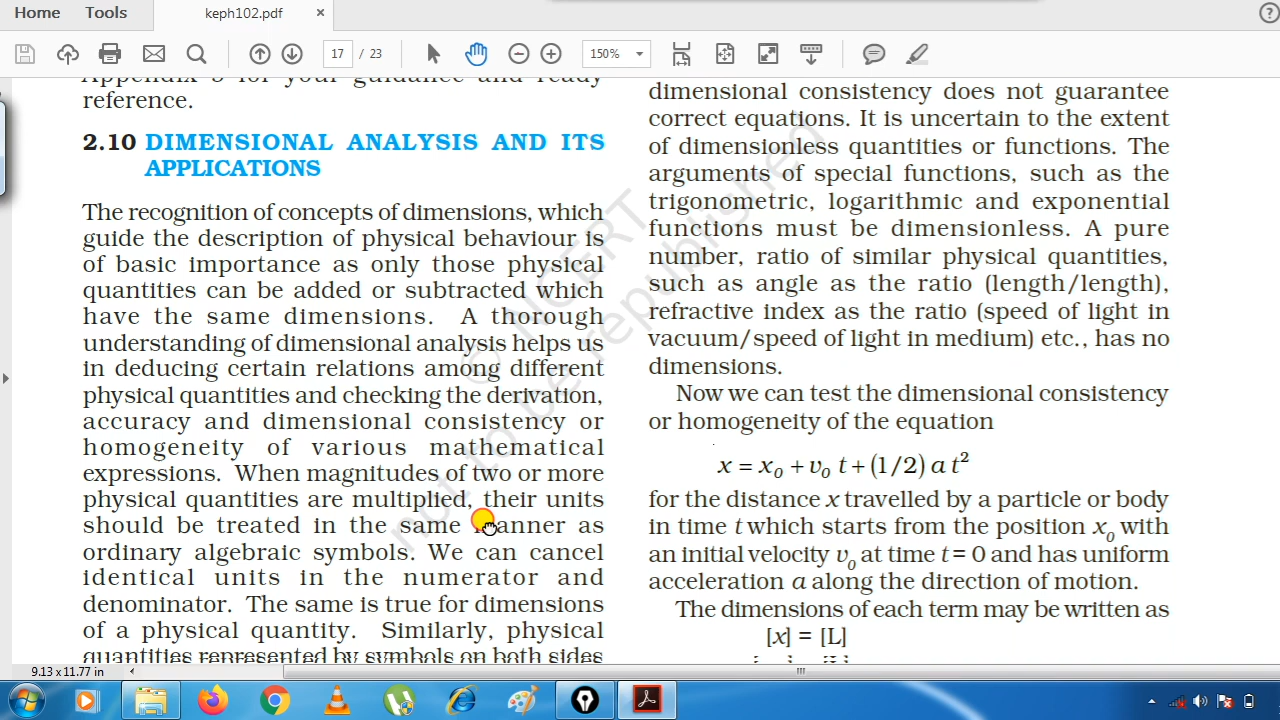 Home Tools keph102.pdf ×
17 / 23 150%
Appendix 5 for your guidance and ready
reference.
2.10 DIMENSIONAL ANALYSIS AND ITS
APPLICATIONS
The recognition of concepts of dimensions, which
guide the description of physical behaviour is
of basic importance as only those physical
quantities can be added or subtracted which
have the same dimensions. A thorough
understanding of dimensional analysis helps us
in deducing certain relations among different
physical quantities and checking the derivation,
accuracy and dimensional consistency or
homogeneity of various mathematical
expressions. When magnitudes of two or more
physical quantities are multiplied, their units
should be treated in the same manner as
ordinary algebraic symbols. We can cancel
identical units in the numerator and
denominator. The same is true for dimensions
of a physical quantity. Similarly, physical
quantities represented by symbols on both sides
dimensional consistency does not guarantee
correct equations. It is uncertain to the extent
of dimensionless quantities or functions. The
arguments of special functions, such as the
trigonometric, logarithmic and exponential
functions must be dimensionless. A pure
number, ratio of similar physical quantities,
such as angle as the ratio (length/length),
refractive index as the ratio (speed of light in
vacuum/speed of light in medium) etc., has no
dimensions.
Now we can test the dimensional consistency
or homogeneity of the equation
x = x₀ + v₀ t + (1/2) a t²
for the distance x travelled by a particle or body
in time t which starts from the position x₀ with
an initial velocity v₀ at time t = 0 and has uniform
acceleration a along the direction of motion.
The dimensions of each term may be written as
[x] = [L]
© NCERT
not to be republished
9.13 x 11.77 in